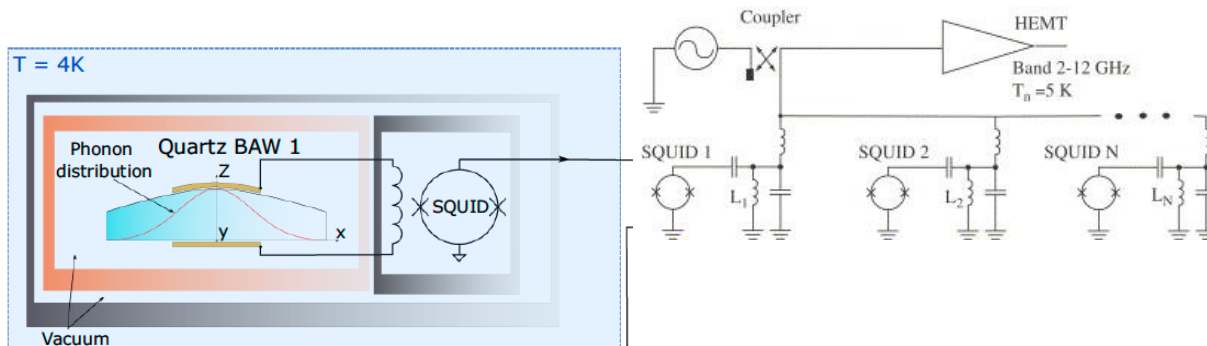 T = 4K
Quartz BAW 1
Phonon
distribution
Z
y
x
SQUID
Vacuum
Coupler
HEMT
Band 2-12 GHz
Tₙ =5 K
SQUID 1
L₁
SQUID 2
L₂
SQUID N
L_N